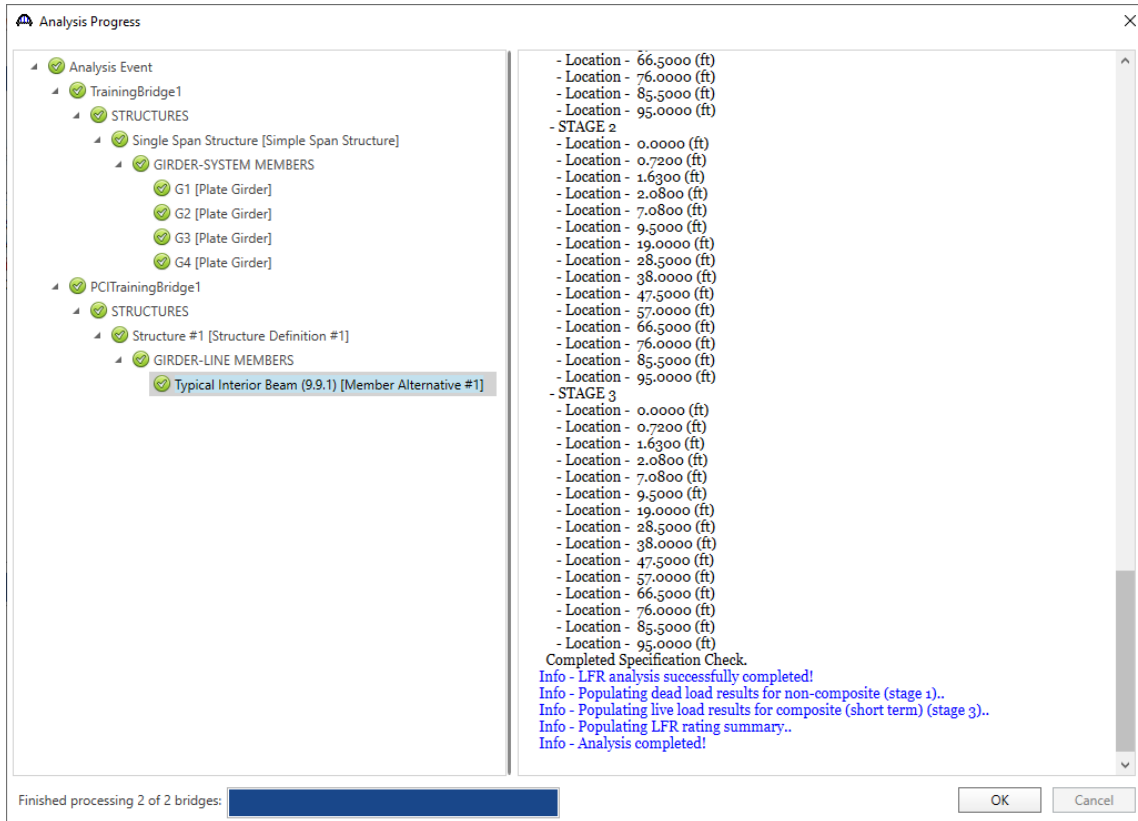 Analysis Progress
Analysis Event
TrainingBridge1
STRUCTURES
Single Span Structure [Simple Span Structure]
GIRDER-SYSTEM MEMBERS
G1 [Plate Girder]
G2 [Plate Girder]
G3 [Plate Girder]
G4 [Plate Girder]
PCITrainingBridge1
STRUCTURES
Structure #1 [Structure Definition #1]
GIRDER-LINE MEMBERS
Typical Interior Beam (9.9.1) [Member Alternative #1]
- Location - 66.5000 (ft)
- Location - 76.0000 (ft)
- Location - 85.5000 (ft)
- Location - 95.0000 (ft)
- STAGE 2
- Location - 0.0000 (ft)
- Location - 0.7200 (ft)
- Location - 1.6300 (ft)
- Location - 2.0800 (ft)
- Location - 7.0800 (ft)
- Location - 9.5000 (ft)
- Location - 19.0000 (ft)
- Location - 28.5000 (ft)
- Location - 38.0000 (ft)
- Location - 47.5000 (ft)
- Location - 57.0000 (ft)
- Location - 66.5000 (ft)
- Location - 76.0000 (ft)
- Location - 85.5000 (ft)
- Location - 95.0000 (ft)
- STAGE 3
- Location - 0.0000 (ft)
- Location - 0.7200 (ft)
- Location - 1.6300 (ft)
- Location - 2.0800 (ft)
- Location - 7.0800 (ft)
- Location - 9.5000 (ft)
- Location - 19.0000 (ft)
- Location - 28.5000 (ft)
- Location - 38.0000 (ft)
- Location - 47.5000 (ft)
- Location - 57.0000 (ft)
- Location - 66.5000 (ft)
- Location - 76.0000 (ft)
- Location - 85.5000 (ft)
- Location - 95.0000 (ft)
Completed Specification Check.
Info - LFR analysis successfully completed!
Info - Populating dead load results for non-composite (stage 1)..
Info - Populating live load results for composite (short term) (stage 3)..
Info - Populating LFR rating summary..
Info - Analysis completed!
Finished processing 2 of 2 bridges:
OK
Cancel